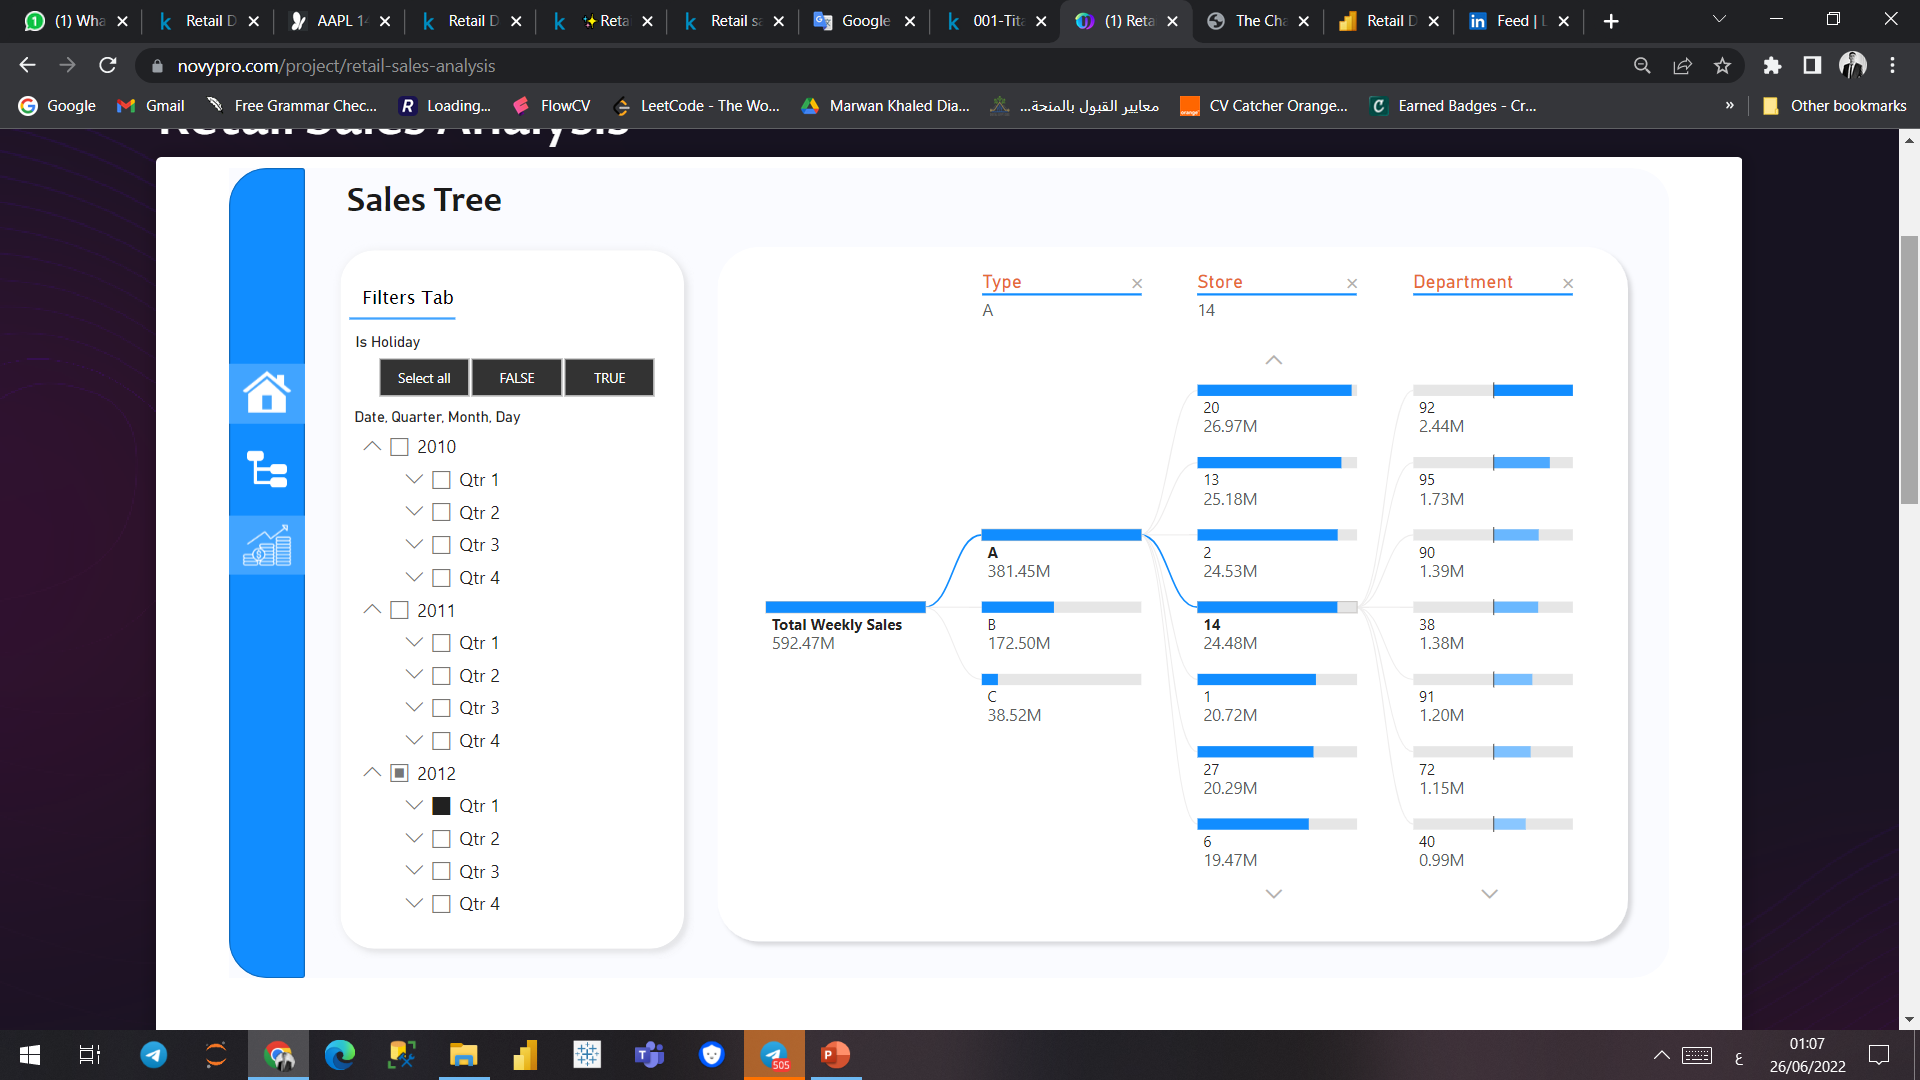 (1) Wha
Retail D
AAPL 1
Retail D
✨Reta
Retail sa
Google
001-Tita
(1) Reta
The Cha
Retail D
Feed | L
novypro.com/project/retail-sales-analysis
Google
Gmail
Free Grammar Chec...
Loading...
FlowCV
LeetCode - The Wo...
Marwan Khaled Dia...
معايير القبول بالمنحة...
CV Catcher Orange...
Earned Badges - Cr...
»
Other bookmarks
Retail Sales Analysis
Sales Tree
Filters Tab
Is Holiday
Select all
FALSE
TRUE
Date, Quarter, Month, Day
2010
Qtr 1
Qtr 2
Qtr 3
Qtr 4
2011
Qtr 1
Qtr 2
Qtr 3
Qtr 4
2012
Qtr 1
Qtr 2
Qtr 3
Qtr 4
Type
A
Store
14
Department
Total Weekly Sales
592.47M
A
381.45M
B
172.50M
C
38.52M
20
26.97M
13
25.18M
2
24.53M
14
24.48M
1
20.72M
27
20.29M
6
19.47M
92
2.44M
95
1.73M
90
1.39M
38
1.38M
91
1.20M
72
1.15M
40
0.99M
505
ع
01:07
26/06/2022